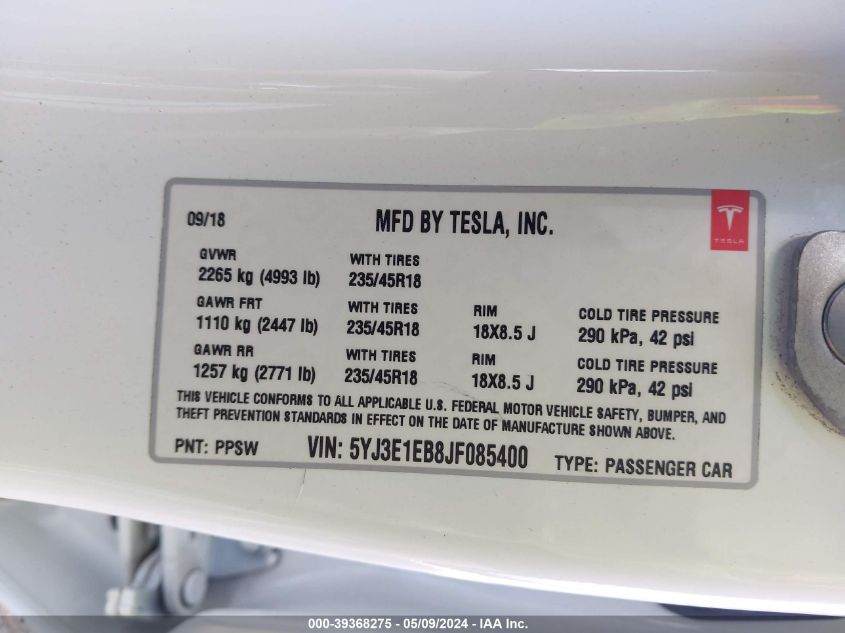 09/18 MFD BY TESLA, INC.
TESLA
GVWR WITH TIRES
2265 kg (4993 lb) 235/45R18
GAWR FRT WITH TIRES RIM COLD TIRE PRESSURE
1110 kg (2447 lb) 235/45R18 18X8.5 J 290 kPa, 42 psi
GAWR RR WITH TIRES RIM COLD TIRE PRESSURE
1257 kg (2771 lb) 235/45R18 18X8.5 J 290 kPa, 42 psi
THIS VEHICLE CONFORMS TO ALL APPLICABLE U.S. FEDERAL MOTOR VEHICLE SAFETY, BUMPER, AND
THEFT PREVENTION STANDARDS IN EFFECT ON THE DATE OF MANUFACTURE SHOWN ABOVE.
PNT: PPSW VIN: 5YJ3E1EB8JF085400 TYPE: PASSENGER CAR
000-39368275 - 05/09/2024 - IAA Inc.